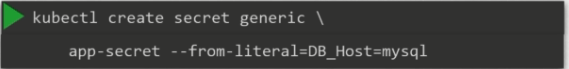 kubectl create secret generic \
app-secret --from-literal=DB_Host=mysql